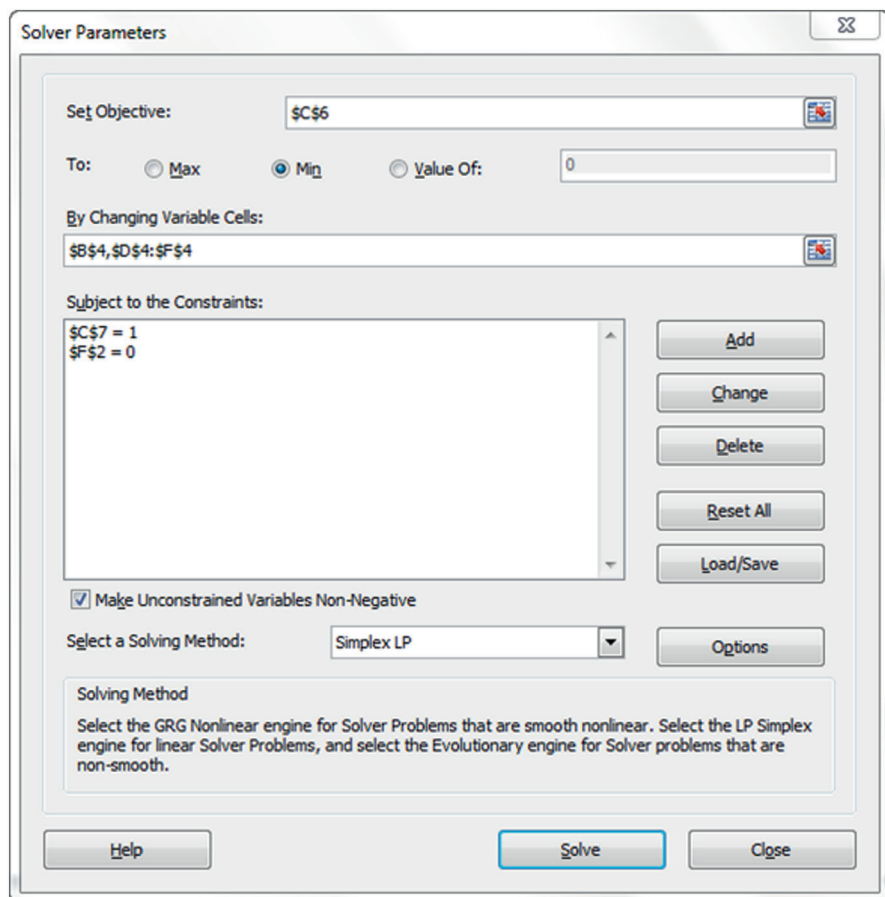 Solver Parameters
Set Objective:
$C$6
To:
Max
Min
Value Of:
0
By Changing Variable Cells:
$B$4,$D$4:$F$4
Subject to the Constraints:
$C$7 = 1
$F$2 = 0
Add
Change
Delete
Reset All
Load/Save
Make Unconstrained Variables Non-Negative
Select a Solving Method:
Simplex LP
Options
Solving Method
Select the GRG Nonlinear engine for Solver Problems that are smooth nonlinear. Select the LP Simplex
engine for linear Solver Problems, and select the Evolutionary engine for Solver problems that are
non-smooth.
Help
Solve
Close